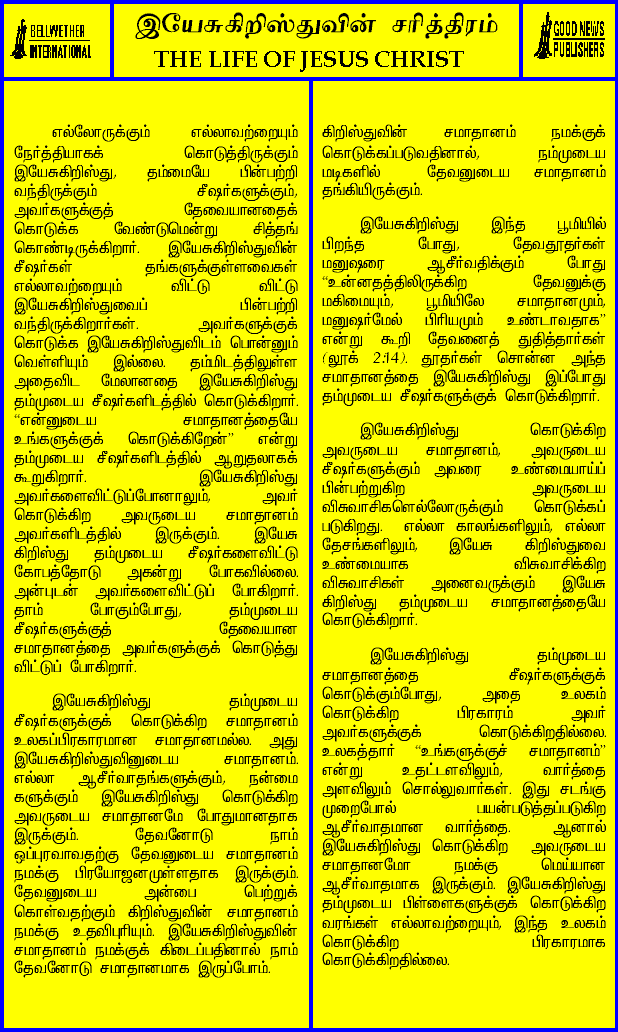 BELLWETHER
INTERNATIONAL
இயேசுகிறிஸ்துவின் சரித்திரம்
THE LIFE OF JESUS CHRIST
GOOD NEWS
PUBLISHERS
எல்லோருக்கும் எல்லாவற்றையும்
நேர்த்தியாகக் கொடுத்திருக்கும்
இயேசுகிறிஸ்து, தம்மையே பின்பற்றி
வந்திருக்கும் சீஷர்களுக்கும்,
அவர்களுக்குத் தேவையானதைக்
கொடுக்க வேண்டுமென்று சித்தங்
கொண்டிருக்கிறார். இயேசுகிறிஸ்துவின்
சீஷர்கள் தங்களுக்குள்ளவைகள்
எல்லாவற்றையும் விட்டு விட்டு
இயேசுகிறிஸ்துவைப் பின்பற்றி
வந்திருக்கிறார்கள். அவர்களுக்குக்
கொடுக்க இயேசுகிறிஸ்துவிடம் பொன்னும்
வெள்ளியும் இல்லை. தம்மிடத்திலுள்ள
அதைவிட மேலானதை இயேசுகிறிஸ்து
தம்முடைய சீஷர்களிடத்தில் கொடுக்கிறார்.
“என்னுடைய சமாதானத்தையே
உங்களுக்குக் கொடுக்கிறேன்” என்று
தம்முடைய சீஷர்களிடத்தில் ஆறுதலாகக்
கூறுகிறார். இயேசுகிறிஸ்து
அவர்களைவிட்டுப்போனாலும், அவர்
கொடுக்கிற அவருடைய சமாதானம்
அவர்களிடத்தில் இருக்கும். இயேசு
கிறிஸ்து தம்முடைய சீஷர்களைவிட்டு
கோபத்தோடு அகன்று போகவில்லை.
அன்புடன் அவர்களைவிட்டுப் போகிறார்.
தாம் போகும்போது, தம்முடைய
சீஷர்களுக்குத் தேவையான
சமாதானத்தை அவர்களுக்குக் கொடுத்து
விட்டுப் போகிறார்.
இயேசுகிறிஸ்து தம்முடைய
சீஷர்களுக்குக் கொடுக்கிற சமாதானம்
உலகப்பிரகாரமான சமாதானமல்ல. அது
இயேசுகிறிஸ்துவினுடைய சமாதானம்.
எல்லா ஆசீர்வாதங்களுக்கும், நன்மை
களுக்கும் இயேசுகிறிஸ்து கொடுக்கிற
அவருடைய சமாதானமே போதுமானதாக
இருக்கும். தேவனோடு நாம்
ஒப்புரவாவதற்கு தேவனுடைய சமாதானம்
நமக்கு பிரயோஜனமுள்ளதாக இருக்கும்.
தேவனுடைய அன்பை பெற்றுக்
கொள்வதற்கும் கிறிஸ்துவின் சமாதானம்
நமக்கு உதவிபுரியும். இயேசுகிறிஸ்துவின்
சமாதானம் நமக்குக் கிடைப்பதினால் நாம்
தேவனோடு சமாதானமாக இருப்போம்.
கிறிஸ்துவின் சமாதானம் நமக்குக்
கொடுக்கப்படுவதினால், நம்முடைய
மடிகளில் தேவனுடைய சமாதானம்
தங்கியிருக்கும்.
இயேசுகிறிஸ்து இந்த பூமியில்
பிறந்த போது, தேவதூதர்கள்
மனுஷரை ஆசீர்வதிக்கும் போது
“உன்னதத்திலிருக்கிற தேவனுக்கு
மகிமையும், பூமியிலே சமாதானமும்,
மனுஷர்மேல் பிரியமும் உண்டாவதாக”
என்று கூறி தேவனைத் துதித்தார்கள்
(லூக் 2:14). தூதர்கள் சொன்ன அந்த
சமாதானத்தை இயேசுகிறிஸ்து இப்போது
தம்முடைய சீஷர்களுக்குக் கொடுக்கிறார்.
இயேசுகிறிஸ்து கொடுக்கிற
அவருடைய சமாதானம், அவருடைய
சீஷர்களுக்கும் அவரை உண்மையாய்ப்
பின்பற்றுகிற அவருடைய
விசுவாசிகளெல்லோருக்கும் கொடுக்கப்
படுகிறது. எல்லா காலங்களிலும், எல்லா
தேசங்களிலும், இயேசு கிறிஸ்துவை
உண்மையாக விசுவாசிக்கிற
விசுவாசிகள் அனைவருக்கும் இயேசு
கிறிஸ்து தம்முடைய சமாதானத்தையே
கொடுக்கிறார்.
இயேசுகிறிஸ்து தம்முடைய
சமாதானத்தை சீஷர்களுக்குக்
கொடுக்கும்போது, அதை உலகம்
கொடுக்கிற பிரகாரம் அவர்
அவர்களுக்குக் கொடுக்கிறதில்லை.
உலகத்தார் “உங்களுக்குச் சமாதானம்”
என்று உதட்டளவிலும், வார்த்தை
அளவிலும் சொல்லுவார்கள். இது சடங்கு
முறைபோல் பயன்படுத்தப்படுகிற
ஆசீர்வாதமான வார்த்தை. ஆனால்
இயேசுகிறிஸ்து கொடுக்கிற அவருடைய
சமாதானமோ நமக்கு மெய்யான
ஆசீர்வாதமாக இருக்கும். இயேசுகிறிஸ்து
தம்முடைய பிள்ளைகளுக்குக் கொடுக்கிற
வரங்கள் எல்லாவற்றையும், இந்த உலகம்
கொடுக்கிற பிரகாரமாக
கொடுக்கிறதில்லை.